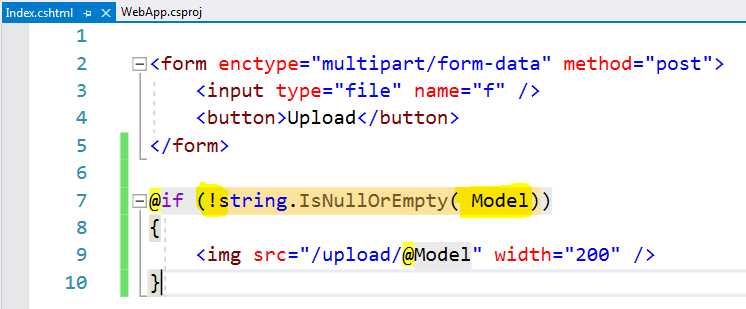 Index.cshtml WebApp.csproj
1
2 <form enctype="multipart/form-data" method="post">
3 <input type="file" name="f" />
4 <button>Upload</button>
5 </form>
6
7 @if (!string.IsNullOrEmpty( Model))
8 {
9 <img src="/upload/@Model" width="200" />
10 }